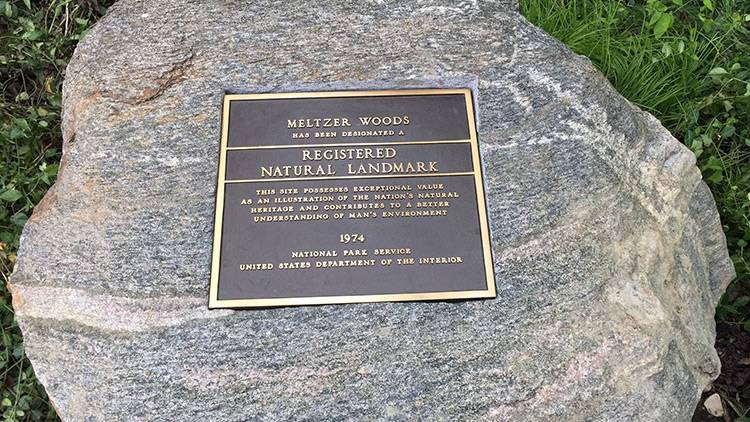 MELTZER WOODS
HAS BEEN DESIGNATED A
REGISTERED
NATURAL LANDMARK
THIS SITE POSSESSES EXCEPTIONAL VALUE
AS AN ILLUSTRATION OF THE NATION'S NATURAL
HERITAGE AND CONTRIBUTES TO A BETTER
UNDERSTANDING OF MAN'S ENVIRONMENT
1974
NATIONAL PARK SERVICE
UNITED STATES DEPARTMENT OF THE INTERIOR